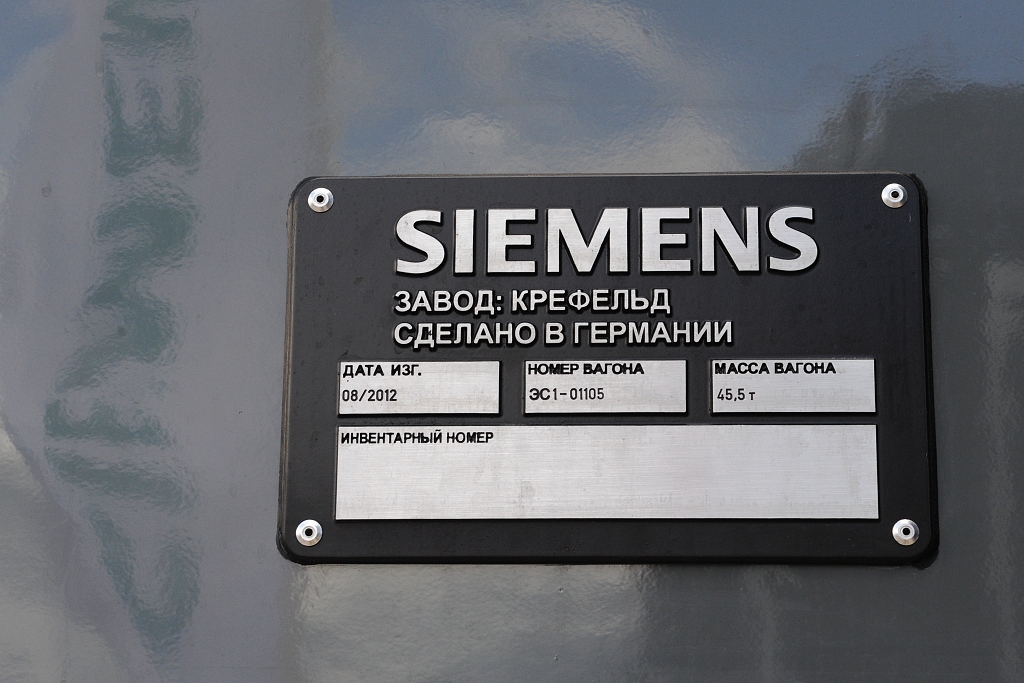 SIEMENS
ЗАВОД: КРЕФЕЛЬД
СДЕЛАНО В ГЕРМАНИИ
ДАТА ИЗГ. НОМЕР ВАГОНА МАССА ВАГОНА
08/2012 ЭС1-01105 45,5 т
ИНВЕНТАРНЫЙ НОМЕР